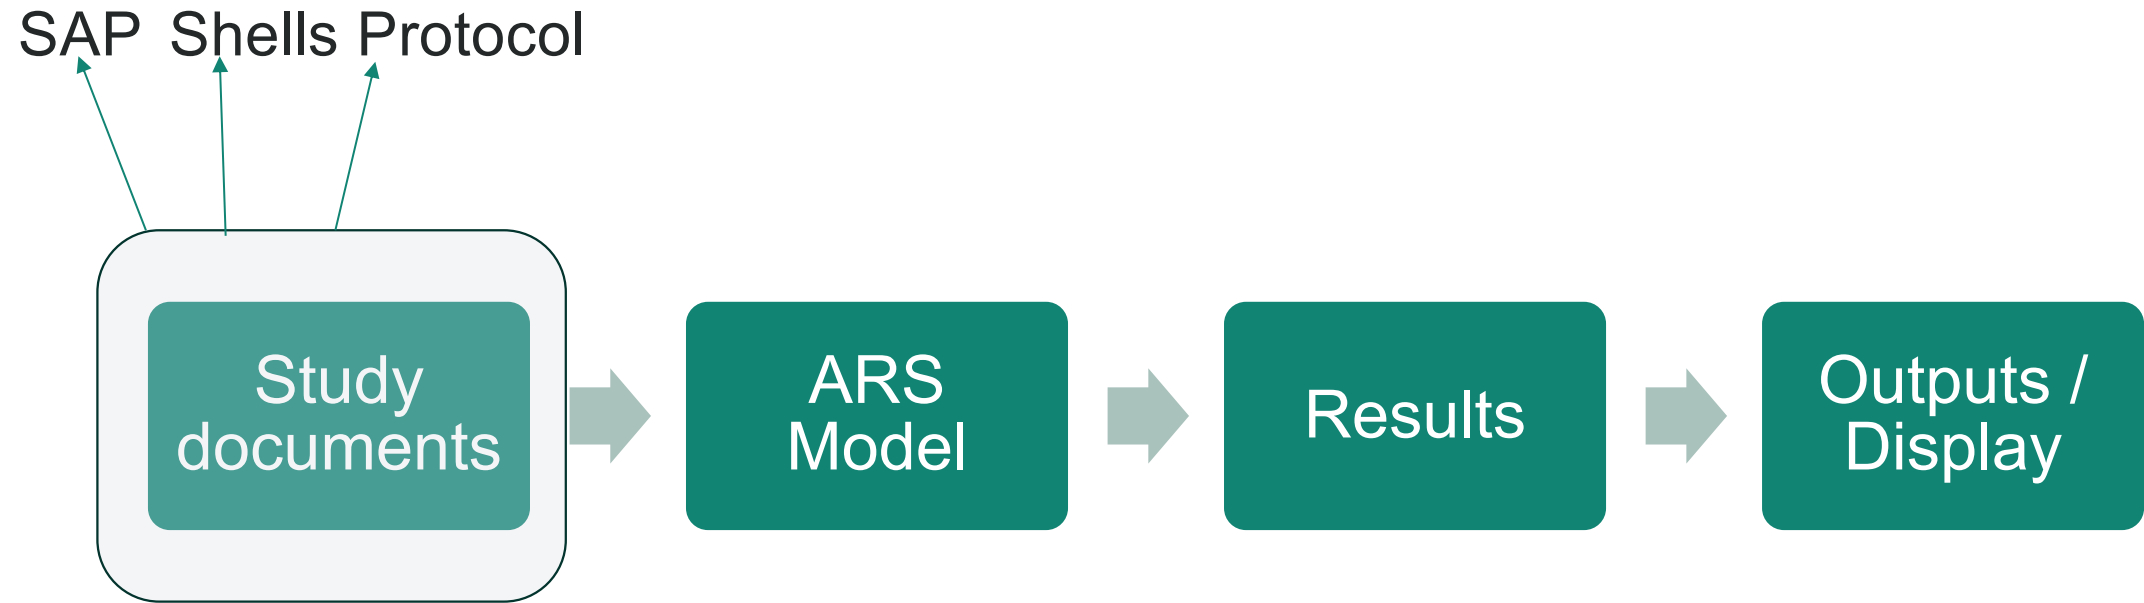 SAP Shells Protocol
Study
documents
ARS
Model
Results
Outputs /
Display